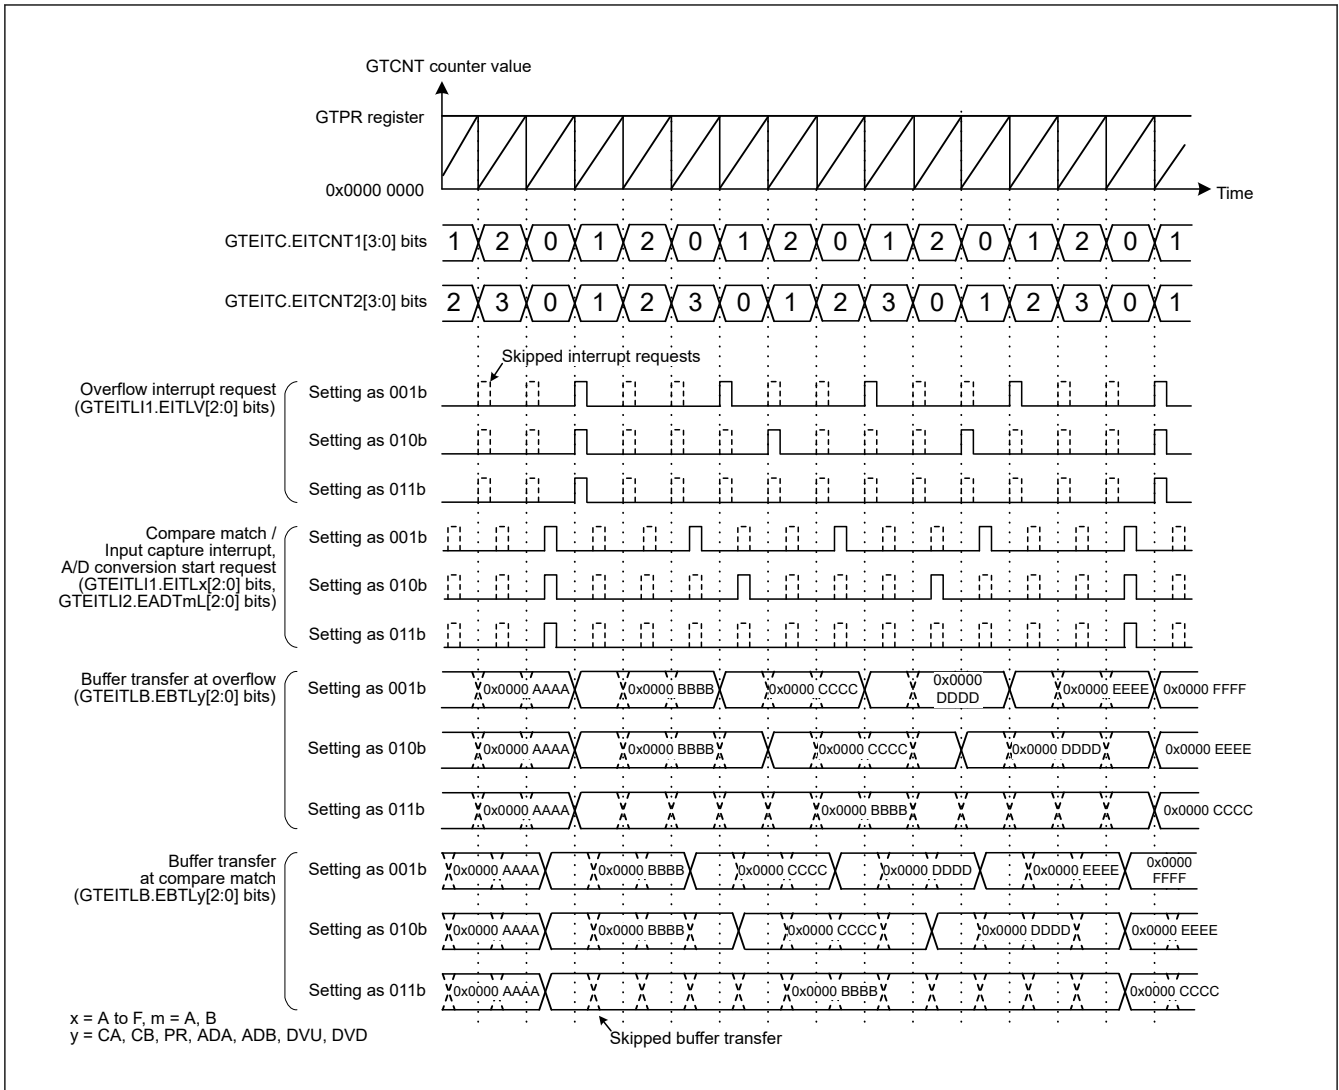 GTCNT counter value
GTPR register
0x0000 0000
Time
GTEITC.EITCNT1[3:0] bits
1 2 0 1 2 0 1 2 0 1 2 0 1 2 0 1
GTEITC.EITCNT2[3:0] bits
2 3 0 1 2 3 0 1 2 3 0 1 2 3 0 1
Skipped interrupt requests
Overflow interrupt request
(GTEITLI1.EITLV[2:0] bits)
Setting as 001b
Setting as 010b
Setting as 011b
Compare match /
Input capture interrupt,
A/D conversion start request
(GTEITLI1.EITLx[2:0] bits,
GTEITLI2.EADTmL[2:0] bits)
Setting as 001b
Setting as 010b
Setting as 011b
Buffer transfer at overflow
(GTEITLB.EBTLy[2:0] bits)
Setting as 001b
0x0000 AAAA 0x0000 BBBB 0x0000 CCCC 0x0000
DDDD 0x0000 EEEE 0x0000 FFFF
Setting as 010b
0x0000 AAAA 0x0000 BBBB 0x0000 CCCC 0x0000 DDDD 0x0000 EEEE
Setting as 011b
0x0000 AAAA 0x0000 BBBB 0x0000 CCCC
Buffer transfer
at compare match
(GTEITLB.EBTLy[2:0] bits)
Setting as 001b
0x0000 AAAA 0x0000 BBBB 0x0000 CCCC 0x0000 DDDD 0x0000 EEEE 0x0000
FFFF
Setting as 010b
0x0000 AAAA 0x0000 BBBB 0x0000 CCCC 0x0000 DDDD 0x0000 EEEE
Setting as 011b
0x0000 AAAA 0x0000 BBBB 0x0000 CCCC
x = A to F, m = A, B
y = CA, CB, PR, ADA, ADB, DVU, DVD
Skipped buffer transfer